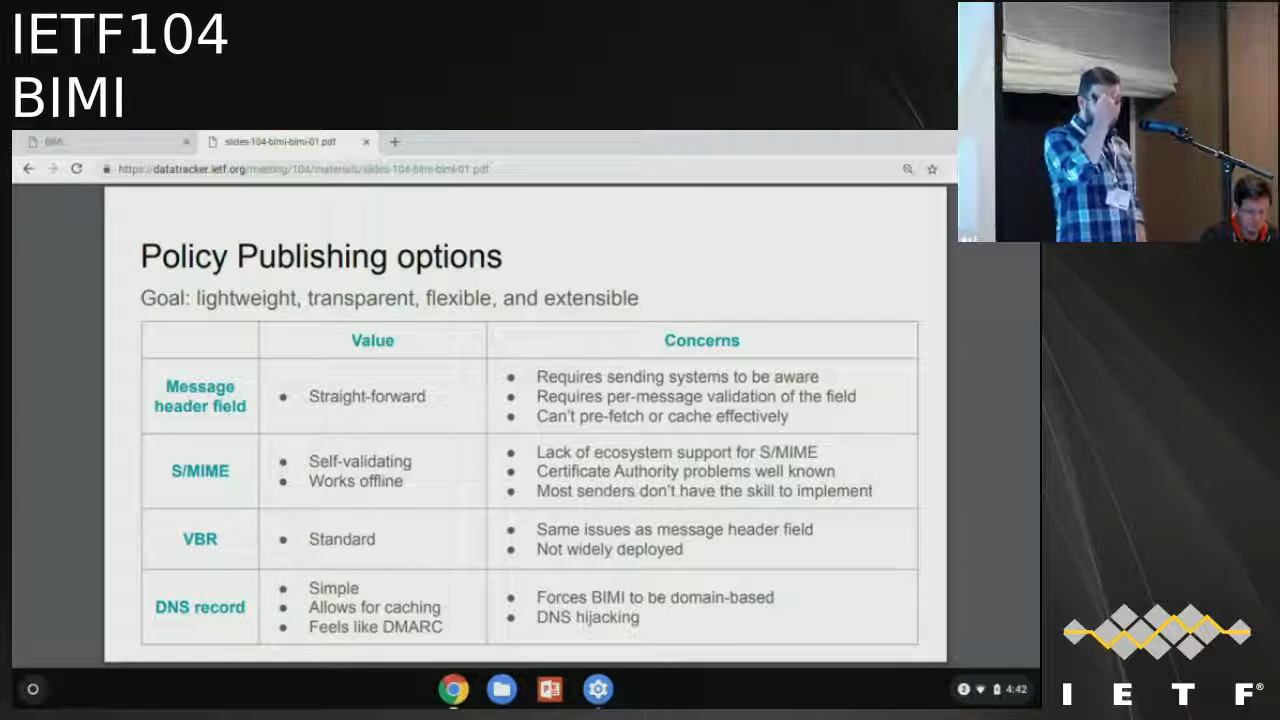 IETF104
BIMI
BIMI
slides-104-bimi-bimi-01.pdf
https://datatracker.ietf.org/meeting/104/materials/slides-104-bimi-bimi-01.pdf
Policy Publishing options
Goal: lightweight, transparent, flexible, and extensible
Value
Concerns
Message
header field
Straight-forward
Requires sending systems to be aware
Requires per-message validation of the field
Can't pre-fetch or cache effectively
S/MIME
Self-validating
Works offline
Lack of ecosystem support for S/MIME
Certificate Authority problems well known
Most senders don't have the skill to implement
VBR
Standard
Same issues as message header field
Not widely deployed
DNS record
Simple
Allows for caching
Feels like DMARC
Forces BIMI to be domain-based
DNS hijacking
2
4:42
I E T F®